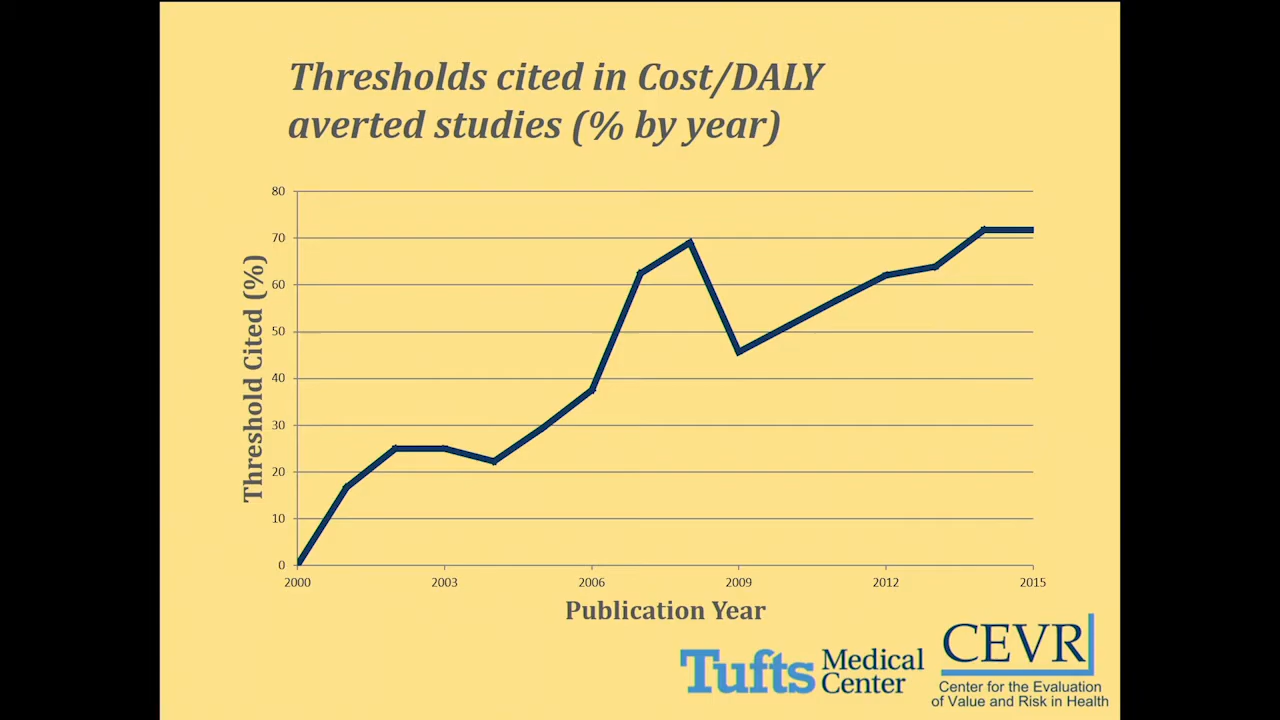 Thresholds cited in Cost/DALY
averted studies (% by year)
80
70
60
50
40
30
20
10
0
Threshold Cited (%)
2000 2003 2006 2009 2012 2015
Publication Year
Tufts Medical
Center
CEVR
Center for the Evaluation
of Value and Risk in Health